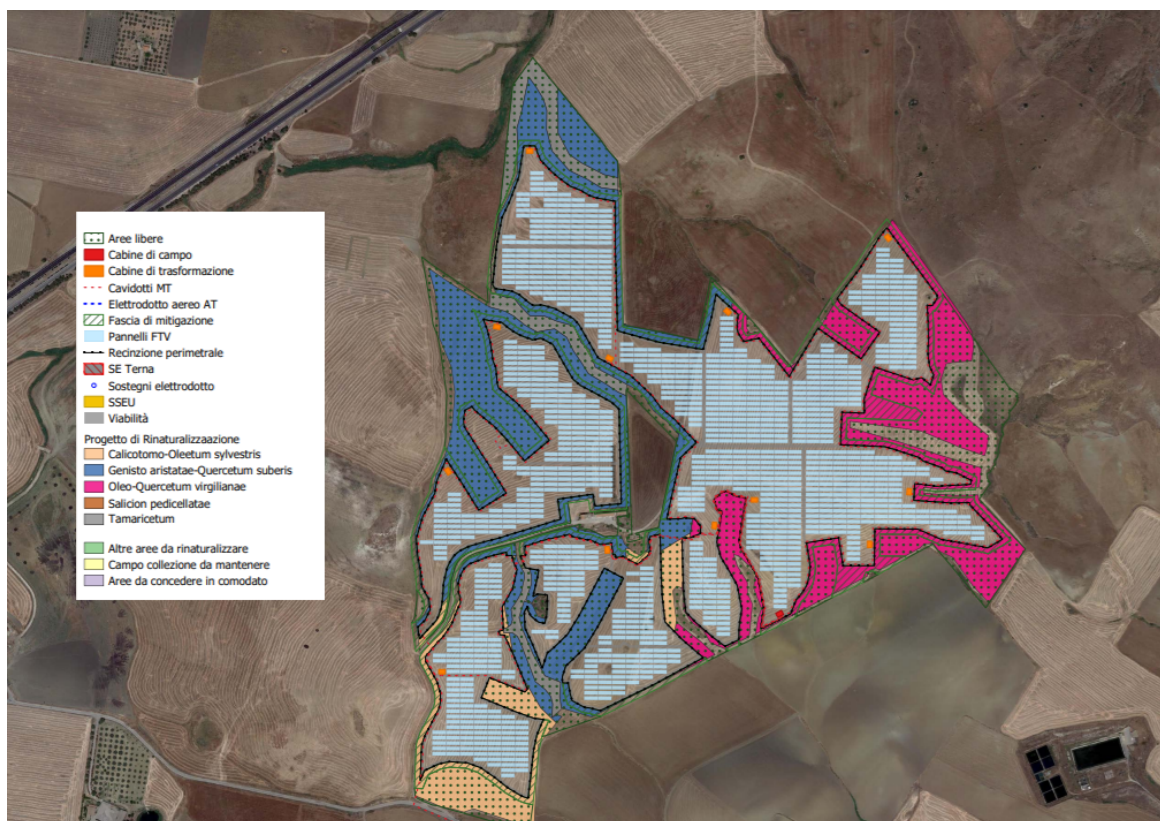 Aree libere
Cabine di campo
Cabine di trasformazione
Cavidotti MT
Elettrodotto aereo AT
Fascia di mitigazione
Pannelli FTV
Recinzione perimetrale
SE Terna
Sostegni elettrodotto
SSEU
Viabilità
Progetto di Rinaturalizzaazione
Calicotomo-Oleetum sylvestris
Genisto aristatae-Quercetum suberis
Oleo-Quercetum virgilianae
Salicion pedicellatae
Tamaricetum
Altre aree da rinaturalizzare
Campo collezione da mantenere
Aree da concedere in comodato